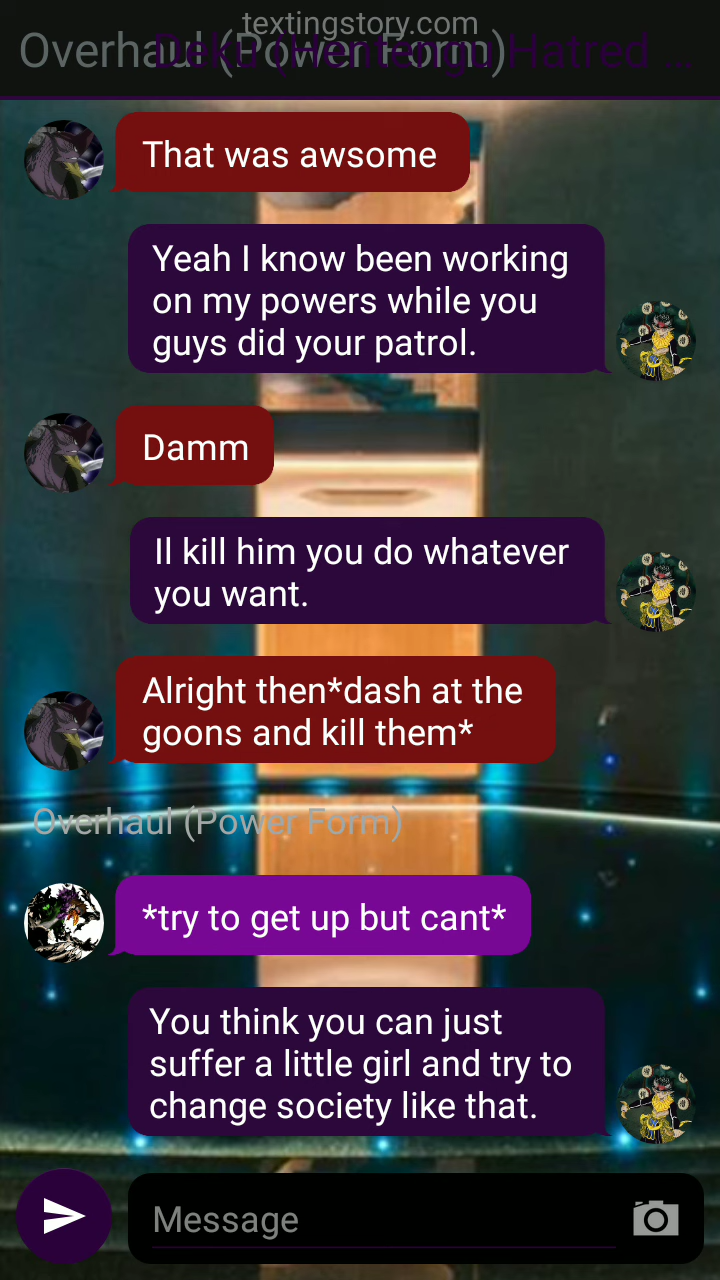 textingstory.com
Overhaul (Power Form)
Deku (Hentengu Hatred ...
That was awsome
Yeah I know been working
on my powers while you
guys did your patrol.
Damm
Il kill him you do whatever
you want.
Alright then*dash at the
goons and kill them*
Overhaul (Power Form)
*try to get up but cant*
You think you can just
suffer a little girl and try to
change society like that.
Message